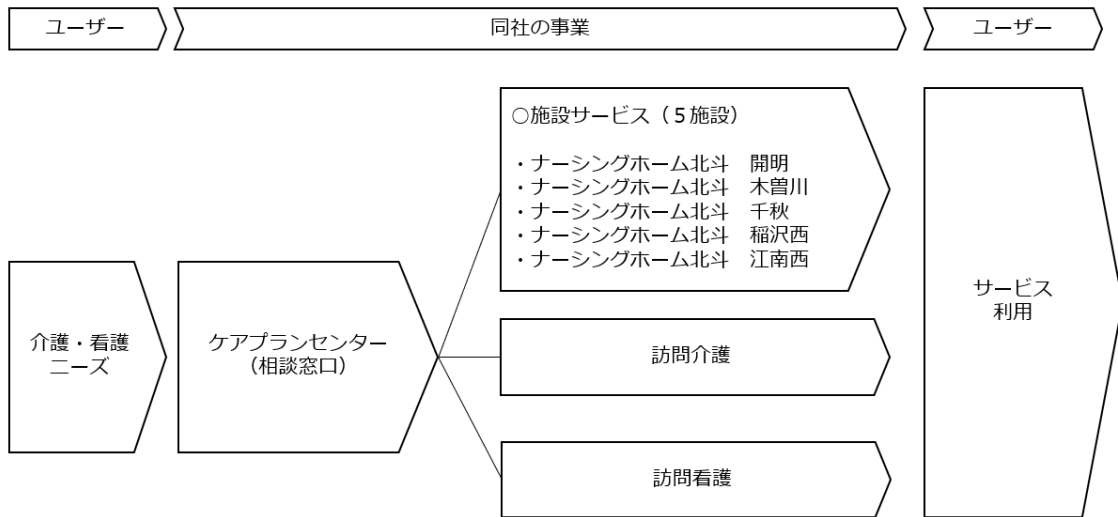 ユーザー
同社の事業
ユーザー
介護・看護
ニーズ
ケアプランセンター
（相談窓口）
○施設サービス（５施設）
・ナーシングホーム北斗　開明
・ナーシングホーム北斗　木曽川
・ナーシングホーム北斗　千秋
・ナーシングホーム北斗　稲沢西
・ナーシングホーム北斗　江南西
訪問介護
訪問看護
サービス
利用